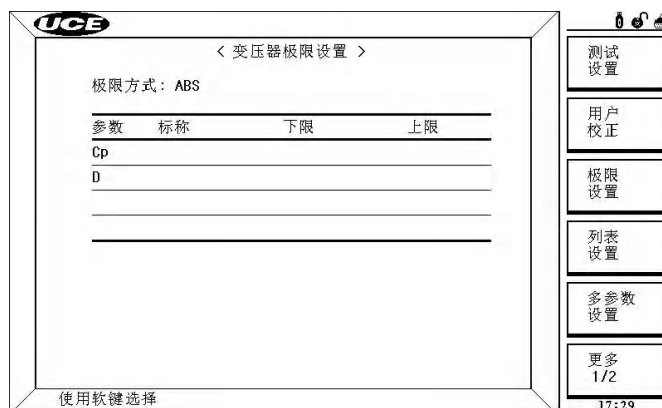 UCE
< 变压器极限设置 >
极限方式: ABS
参数 标称 下限 上限
Cp
D
使用软键选择
测试
设置
用户
校正
极限
设置
列表
设置
多参数
设置
更多
1/2
17:29